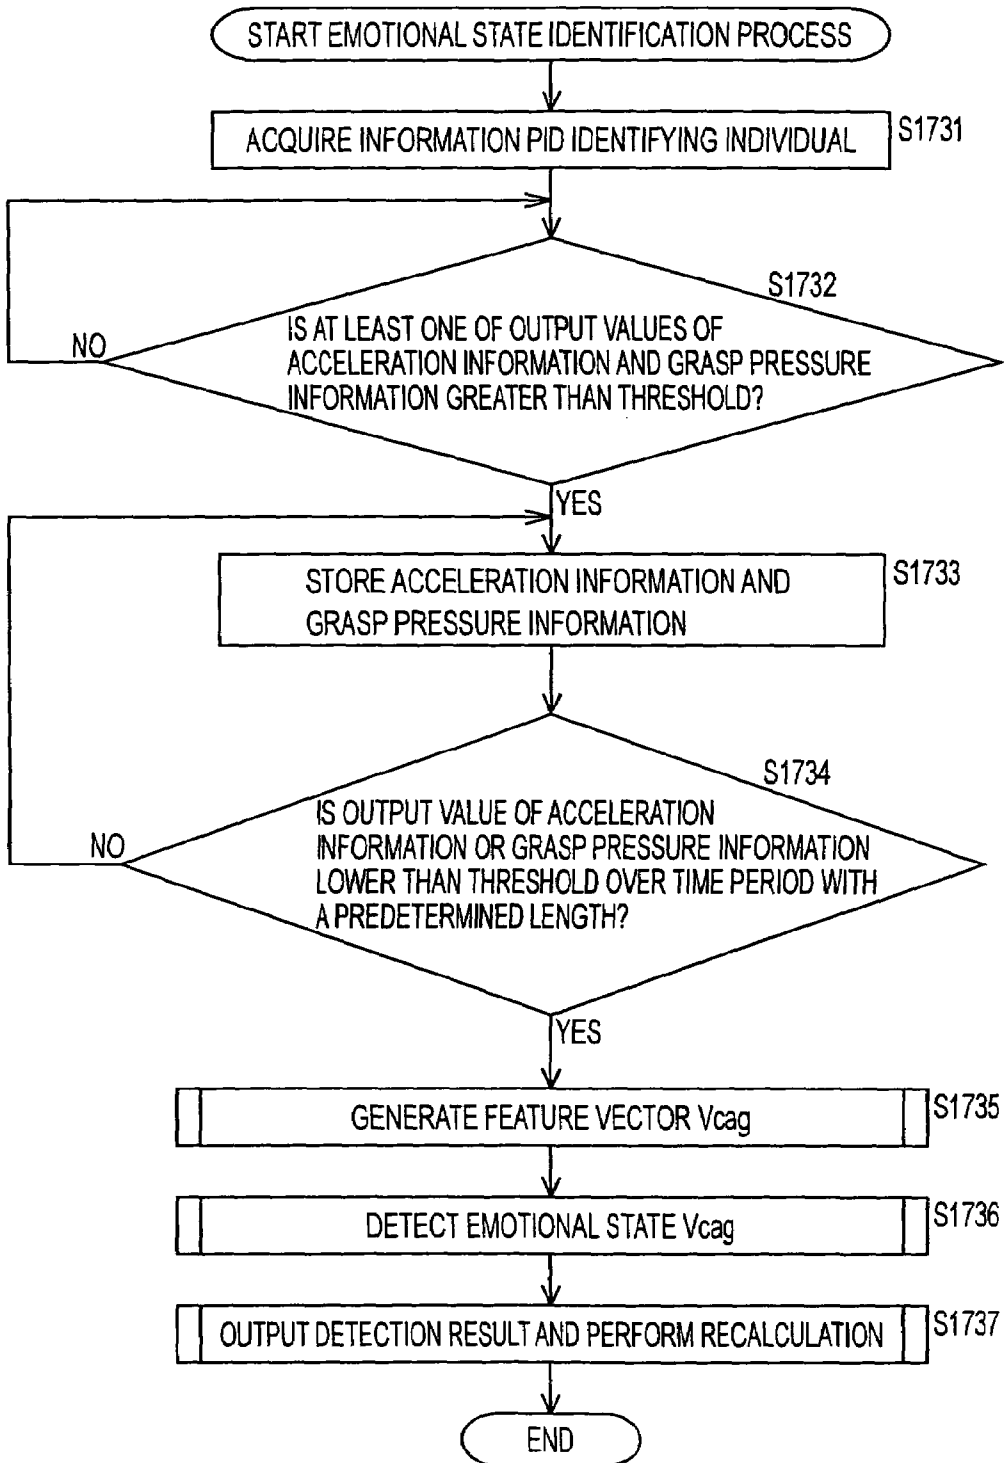 START EMOTIONAL STATE IDENTIFICATION PROCESS
ACQUIRE INFORMATION PID IDENTIFYING INDIVIDUAL
S1731
S1732
IS AT LEAST ONE OF OUTPUT VALUES OF
ACCELERATION INFORMATION AND GRASP PRESSURE
INFORMATION GREATER THAN THRESHOLD?
NO
YES
S1733
STORE ACCELERATION INFORMATION AND
GRASP PRESSURE INFORMATION
S1734
IS OUTPUT VALUE OF ACCELERATION
INFORMATION OR GRASP PRESSURE INFORMATION
LOWER THAN THRESHOLD OVER TIME PERIOD WITH
A PREDETERMINED LENGTH?
NO
YES
GENERATE FEATURE VECTOR Vcag
S1735
DETECT EMOTIONAL STATE Vcag
S1736
OUTPUT DETECTION RESULT AND PERFORM RECALCULATION
S1737
END